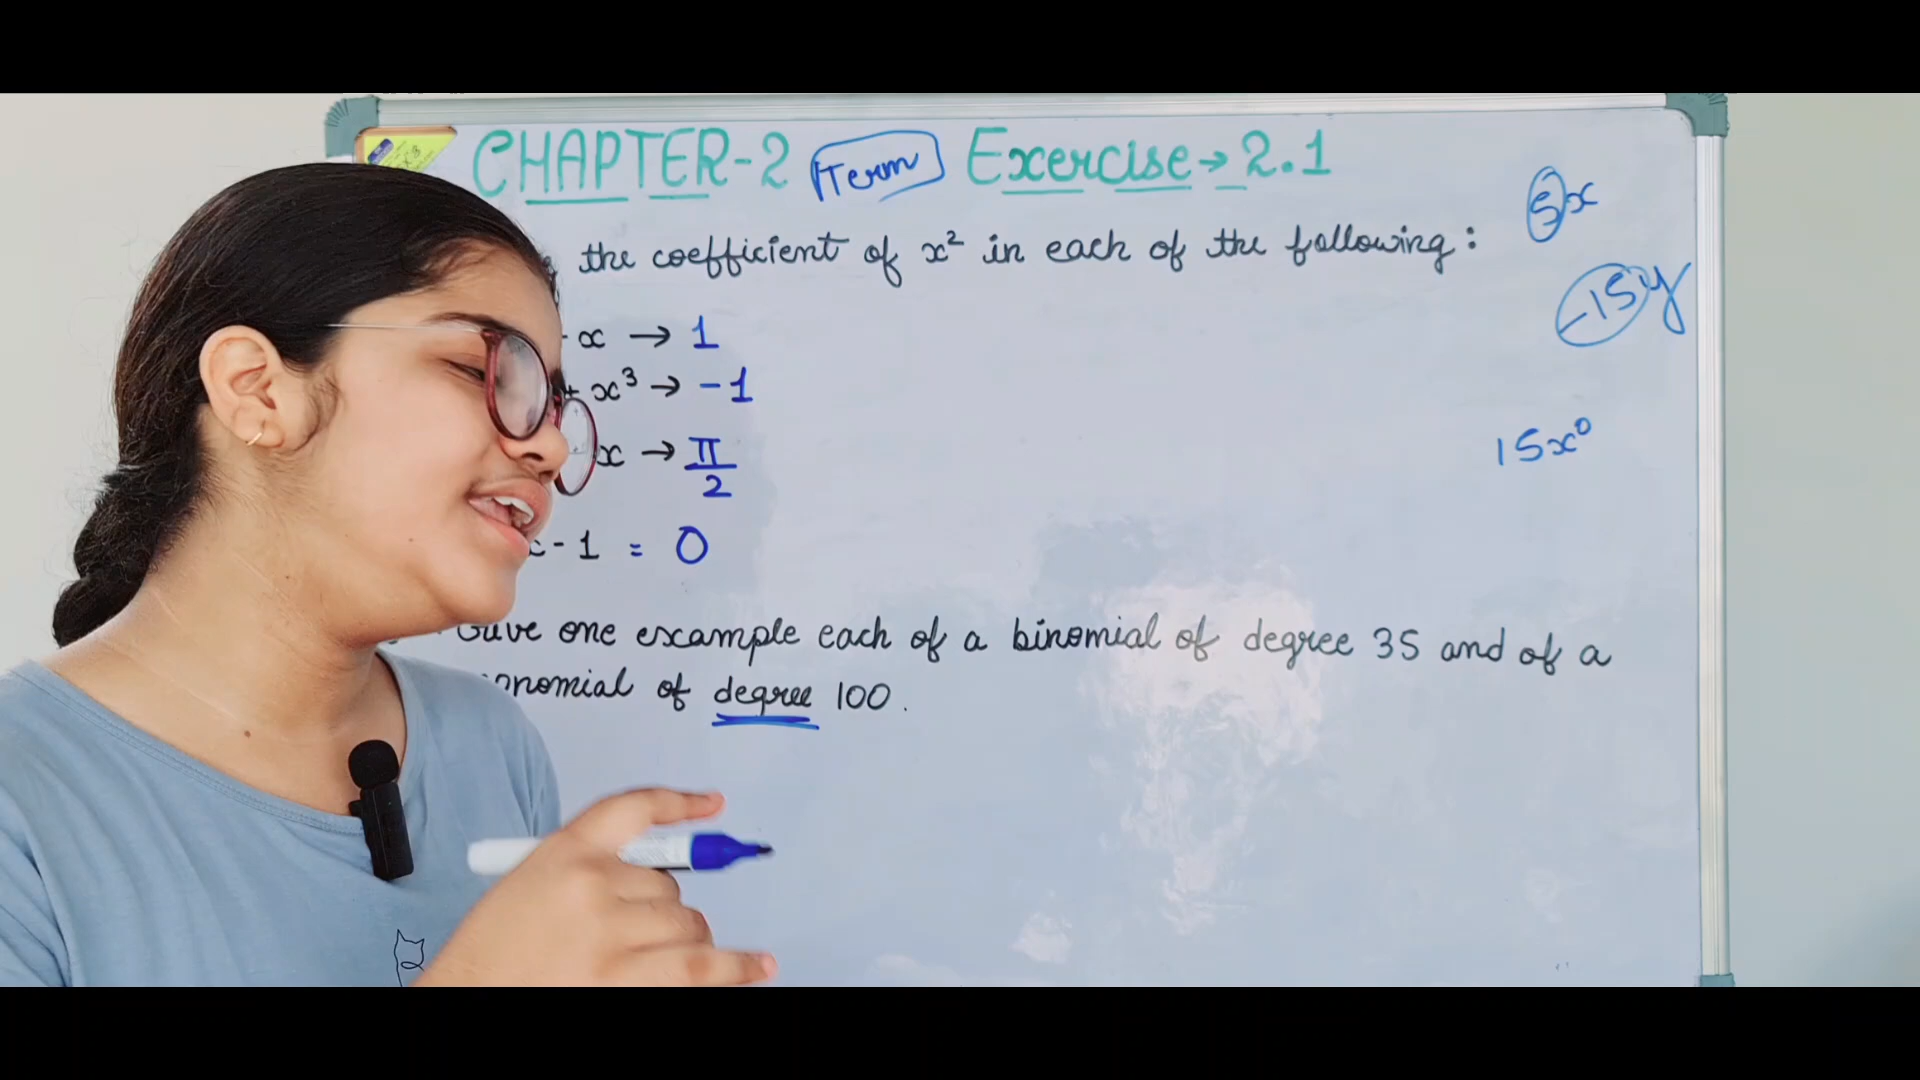 CHAPTER-2 Term Exercise → 2.1
5x
the coefficient of x² in each of the following :
-15y
x → 1
+ x³ → -1
x → π/2
15x⁰
- 1 = 0
Give one example each of a binomial of degree 35 and of a
onomial of degree 100.